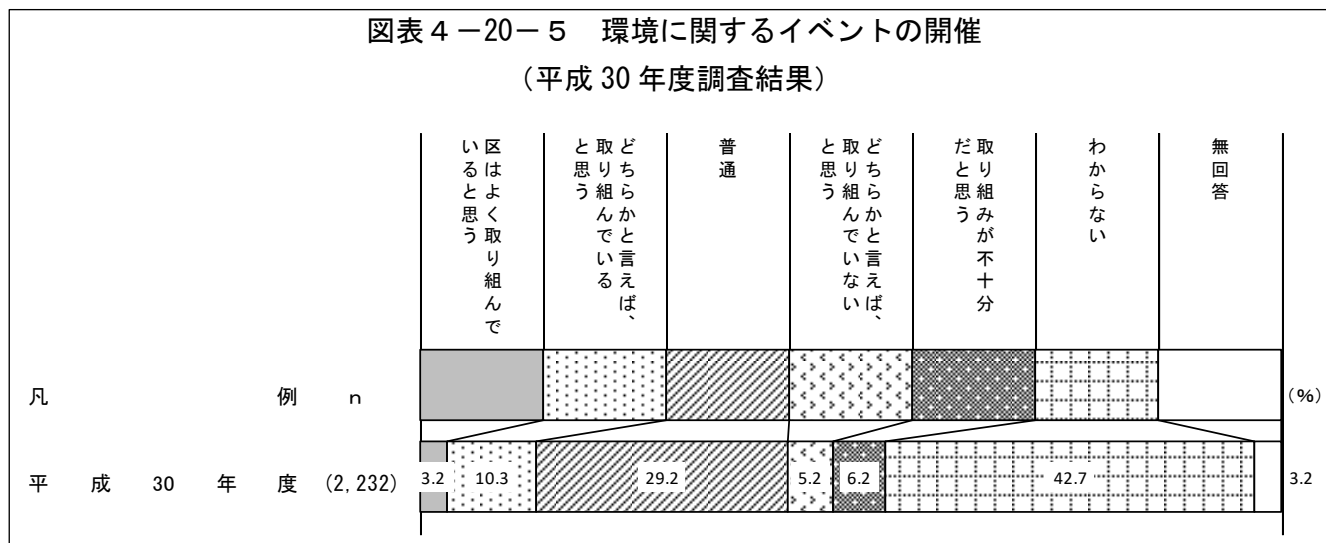 図表４－20－５　環境に関するイベントの開催
（平成 30 年度調査結果）
区はよく取り組んで
いると思う
どちらかと言えば、
取り組んでいる
と思う
普通
どちらかと言えば、
取り組んでいない
と思う
取り組みが不十分
だと思う
わからない
無回答
凡例 n (%)
平成 30 年度 (2,232) 3.2 10.3 29.2 5.2 6.2 42.7 3.2